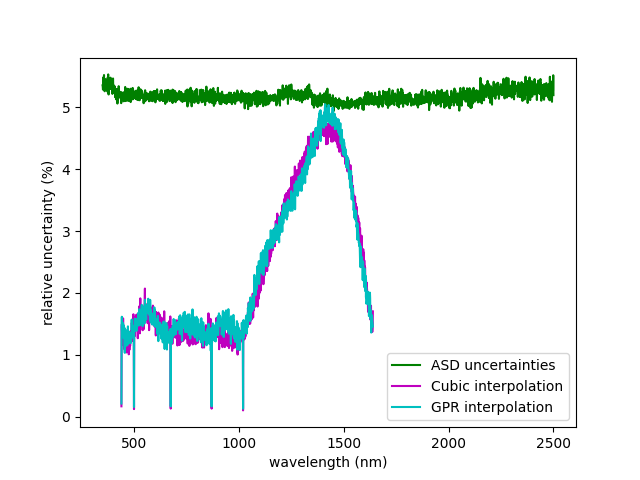 relative uncertainty (%)
5
4
3
2
1
0
500 1000 1500 2000 2500
wavelength (nm)
ASD uncertainties
Cubic interpolation
GPR interpolation